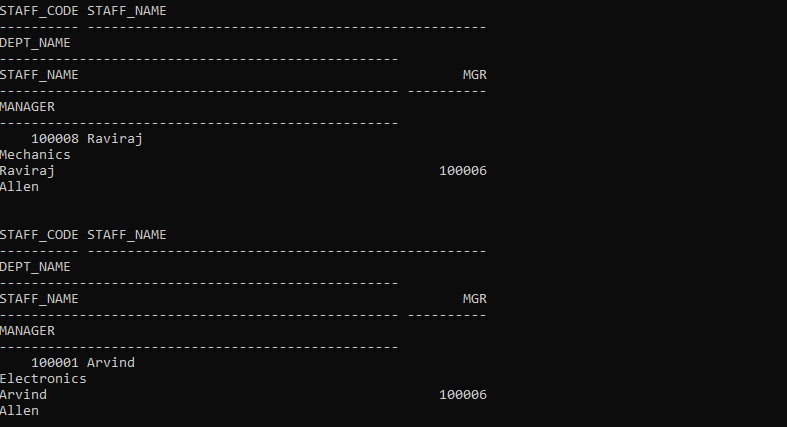 STAFF_CODE STAFF_NAME
---------- --------------------------------------------------
DEPT_NAME
--------------------------------------------------
STAFF_NAME                                                MGR
-------------------------------------------------- ----------
MANAGER
--------------------------------------------------
    100008 Raviraj
Mechanics
Raviraj                                                100006
Allen

STAFF_CODE STAFF_NAME
---------- --------------------------------------------------
DEPT_NAME
--------------------------------------------------
STAFF_NAME                                                MGR
-------------------------------------------------- ----------
MANAGER
--------------------------------------------------
    100001 Arvind
Electronics
Arvind                                                 100006
Allen